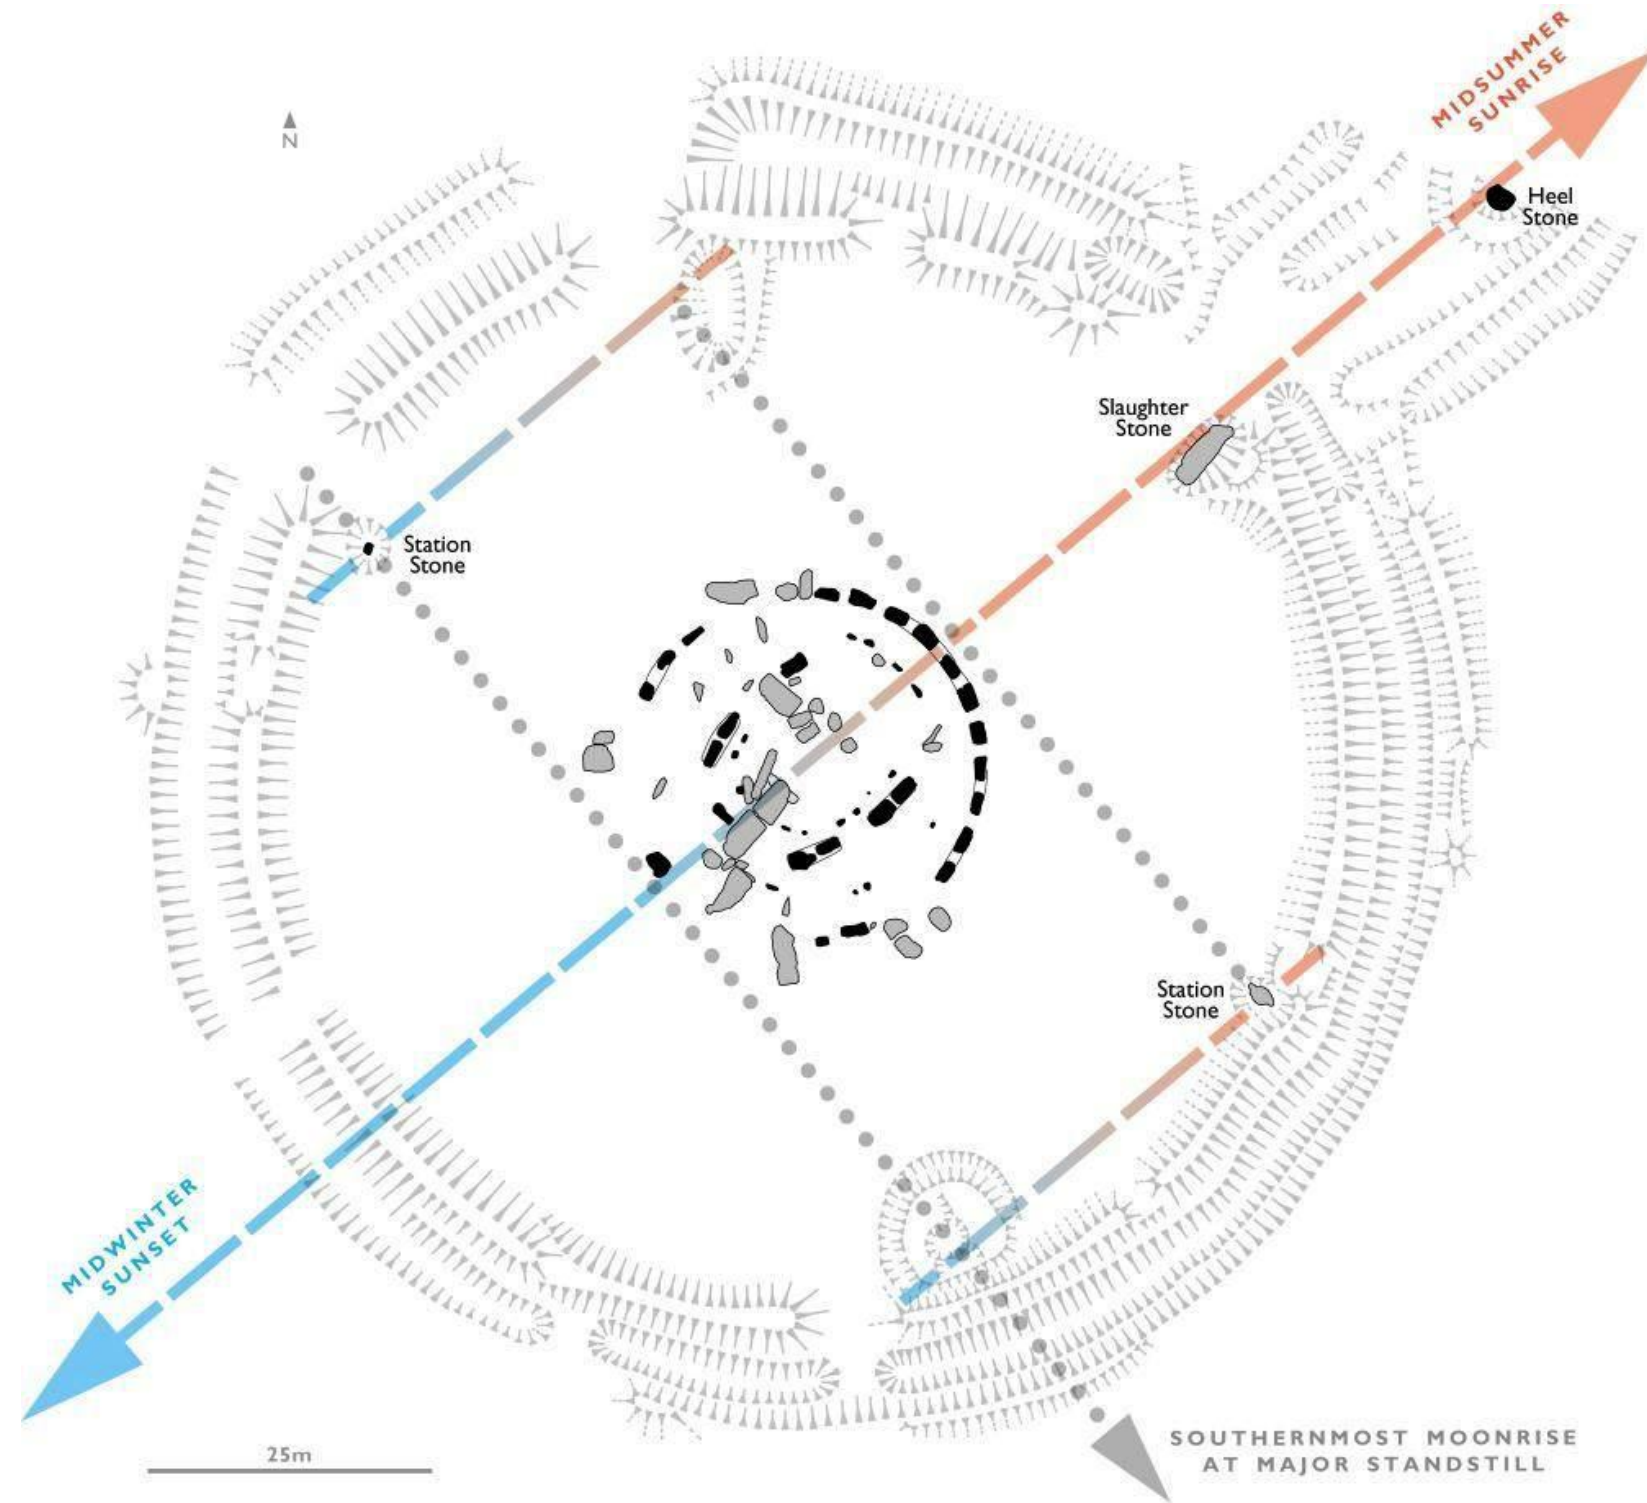 MIDSUMMER
SUNRISE
N
Heel
Stone
Slaughter
Stone
Station
Stone
Station
Stone
MIDWINTER
SUNSET
25m
SOUTHERNMOST MOONRISE
AT MAJOR STANDSTILL